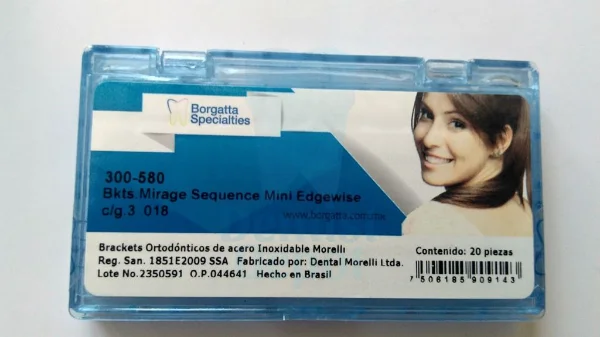 Borgatta
Specialties
300-580
Bkts.Mirage Sequence Mini Edgewise
c/g.3 018
www.borgatta.com.mx
Brackets Ortodónticos de acero Inoxidable Morelli
Reg. San. 1851E2009 SSA Fabricado por: Dental Morelli Ltda.
Lote No.2350591 O.P.044641 Hecho en Brasil
Contenido: 20 piezas
7 506185 909143